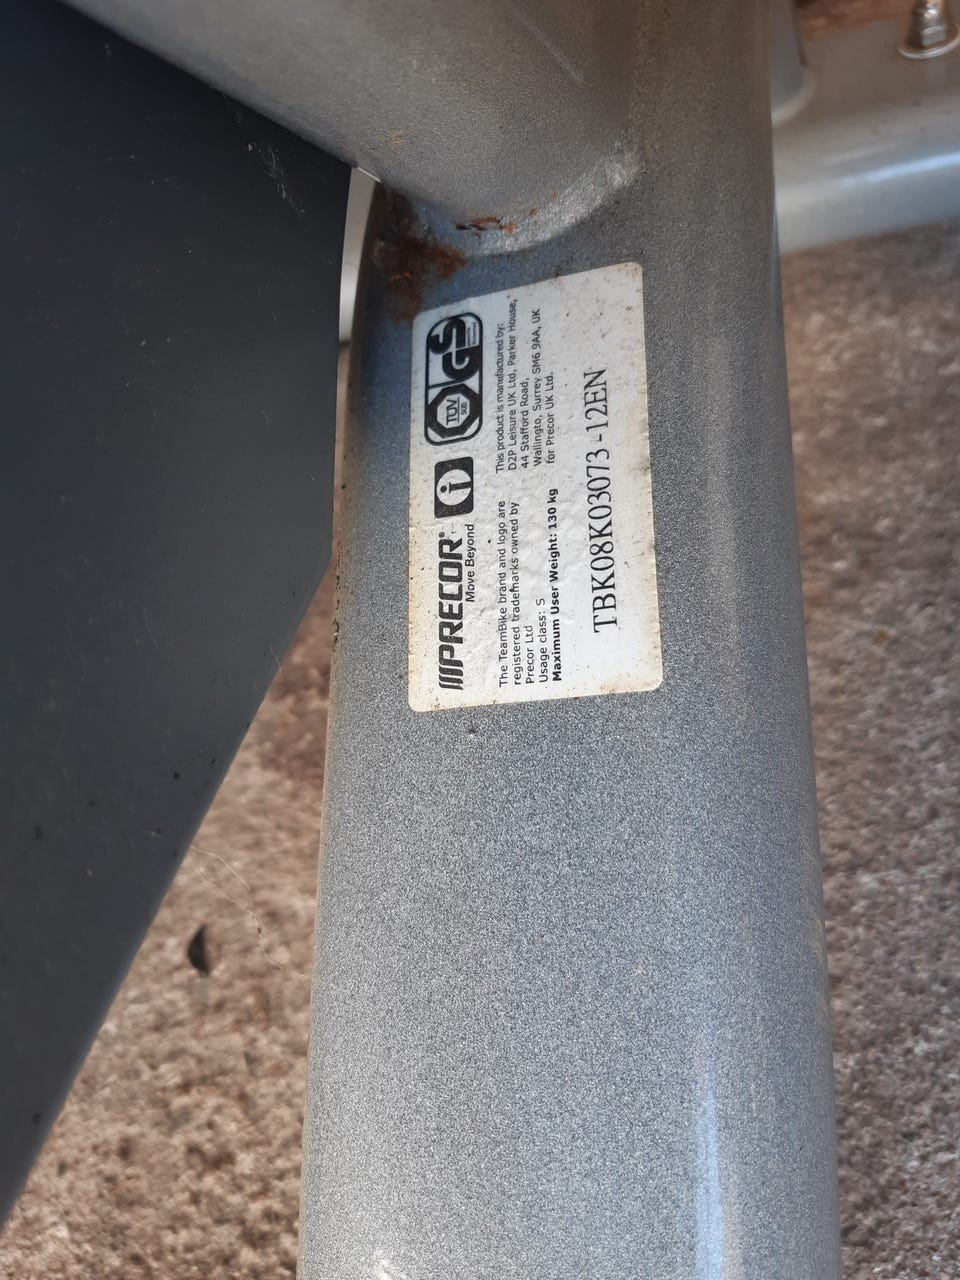 PRECOR®
Move Beyond
i
TÜV
SÜD
GS
The TeamBike brand and logo are
registered trademarks owned by
Precor Ltd
Usage class: S
Maximum User Weight: 130 kg
This product is manufactured by:
D2P Leisure UK Ltd, Parker House,
44 Stafford Road,
Wallingto, Surrey SM6 9AA, UK
for Precor UK Ltd.
TBK08K03073 -12EN